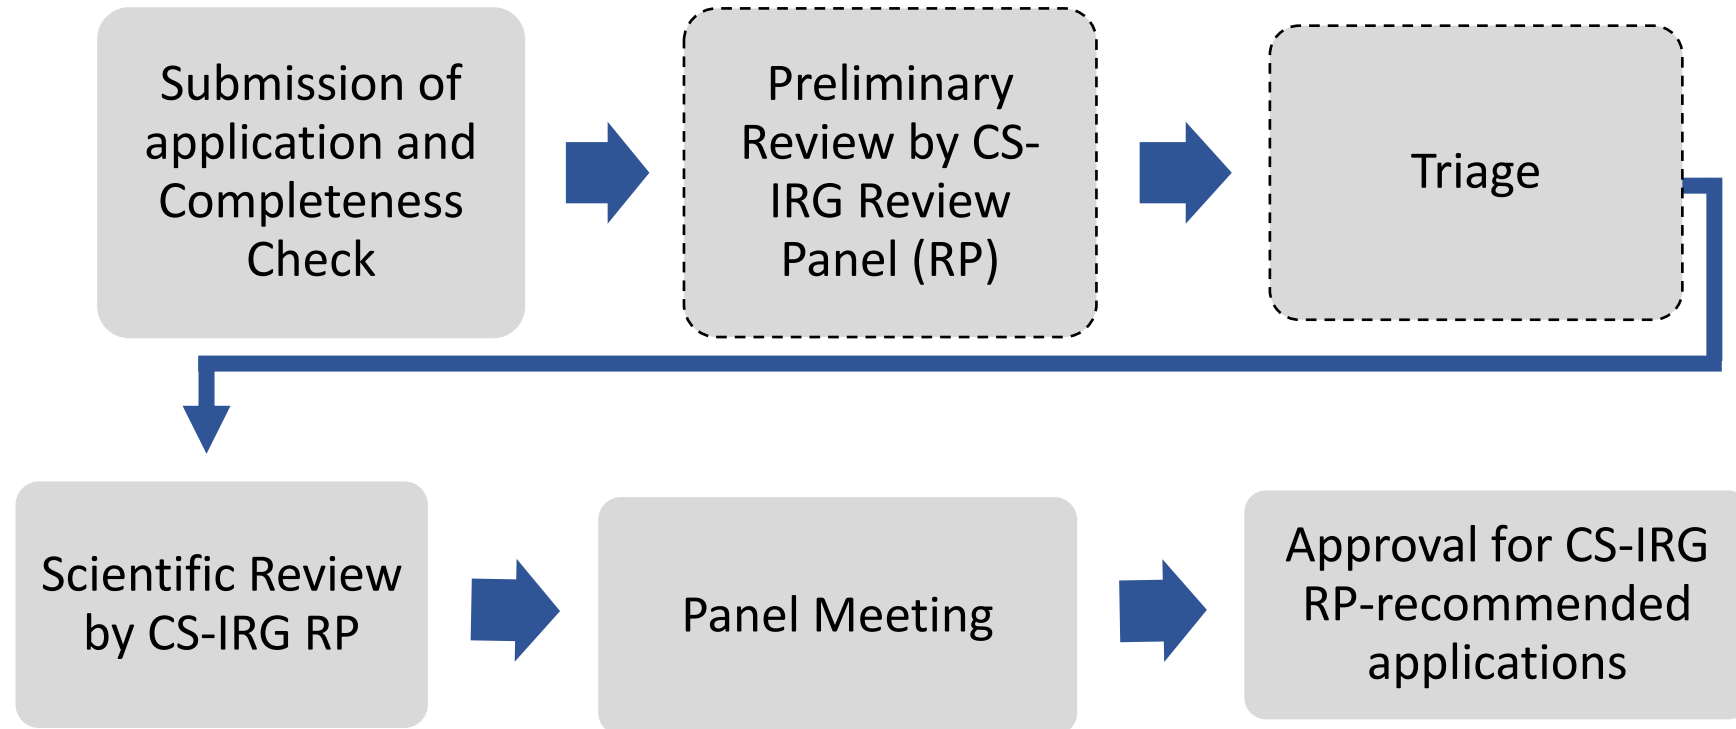 Submission of
application and
Completeness
Check
Preliminary
Review by CS-
IRG Review
Panel (RP)
Triage
Scientific Review
by CS-IRG RP
Panel Meeting
Approval for CS-IRG
RP-recommended
applications